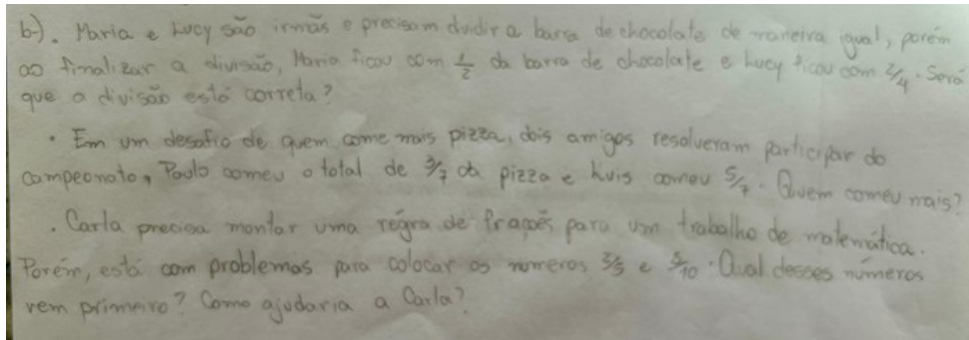 b-). Maria e Lucy são irmãs e precisam dividir a barra de chocolate de maneira igual, porém
ao finalizar a divisão, Maria ficou com 1/2 da barra de chocolate e Lucy ficou com 2/4. Será
que a divisão está correta?
. Em um desafio de quem come mais pizza, dois amigos resolveram participar do
campeonato, Paulo comeu o total de 3/7 da pizza e Luis comeu 5/7. Quem comeu mais?
. Carla precisa montar uma régra de frações para um trabalho de matemática.
Porém, está com problemas para colocar os números 3/5 e 3/10. Qual desses números
vem primeiro? Como ajudaria a Carla?